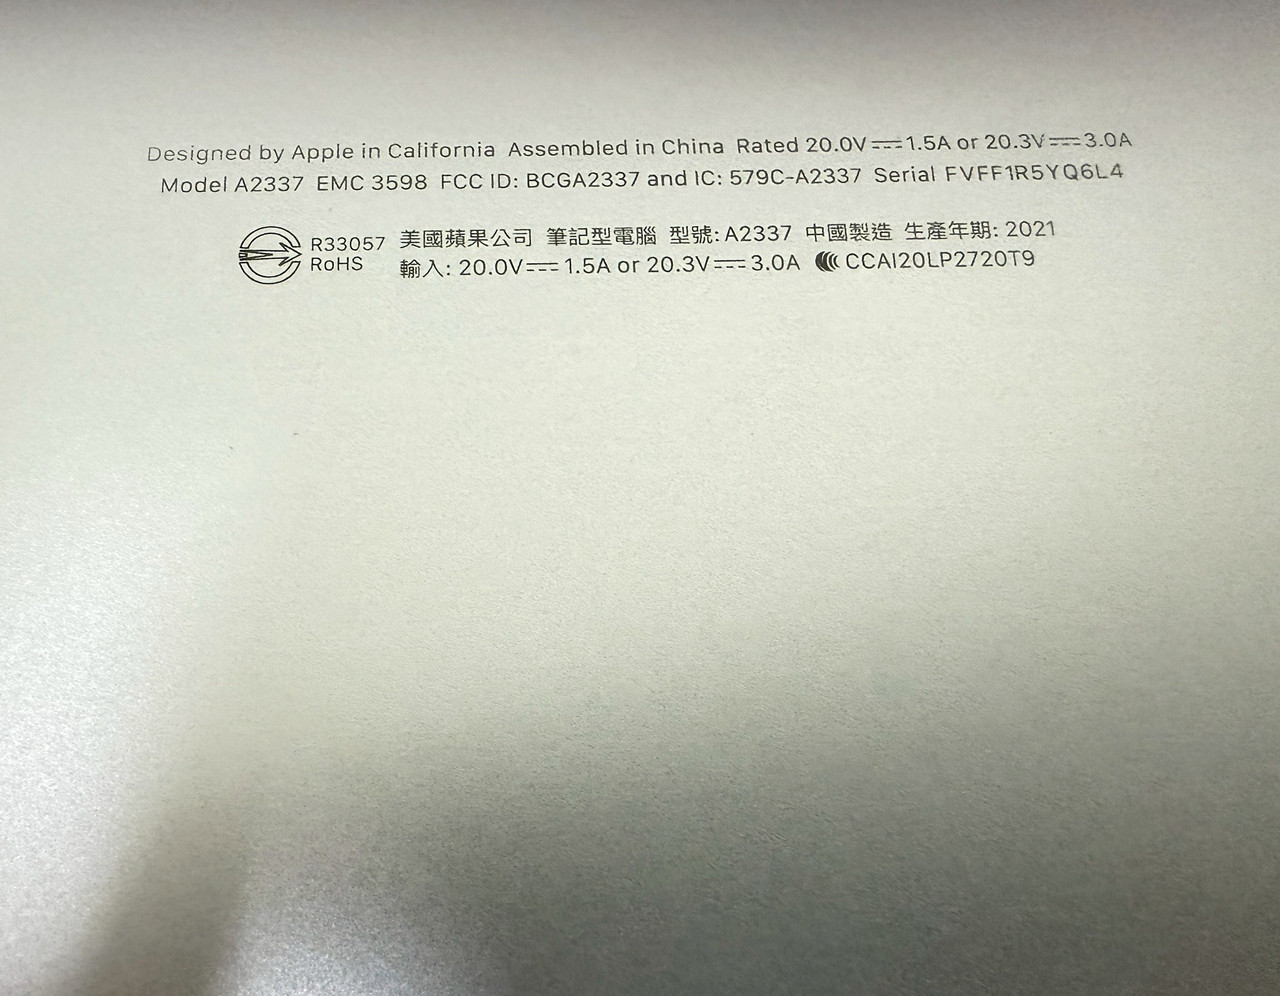 Designed by Apple in California Assembled in China Rated 20.0V⎓1.5A or 20.3V⎓3.0A
Model A2337 EMC 3598 FCC ID: BCGA2337 and IC: 579C-A2337 Serial FVFF1R5YQ6L4
R33057 美國蘋果公司 筆記型電腦 型號: A2337 中國製造 生產年期: 2021
RoHS 輸入: 20.0V⎓1.5A or 20.3V⎓3.0A CCAI20LP2720T9